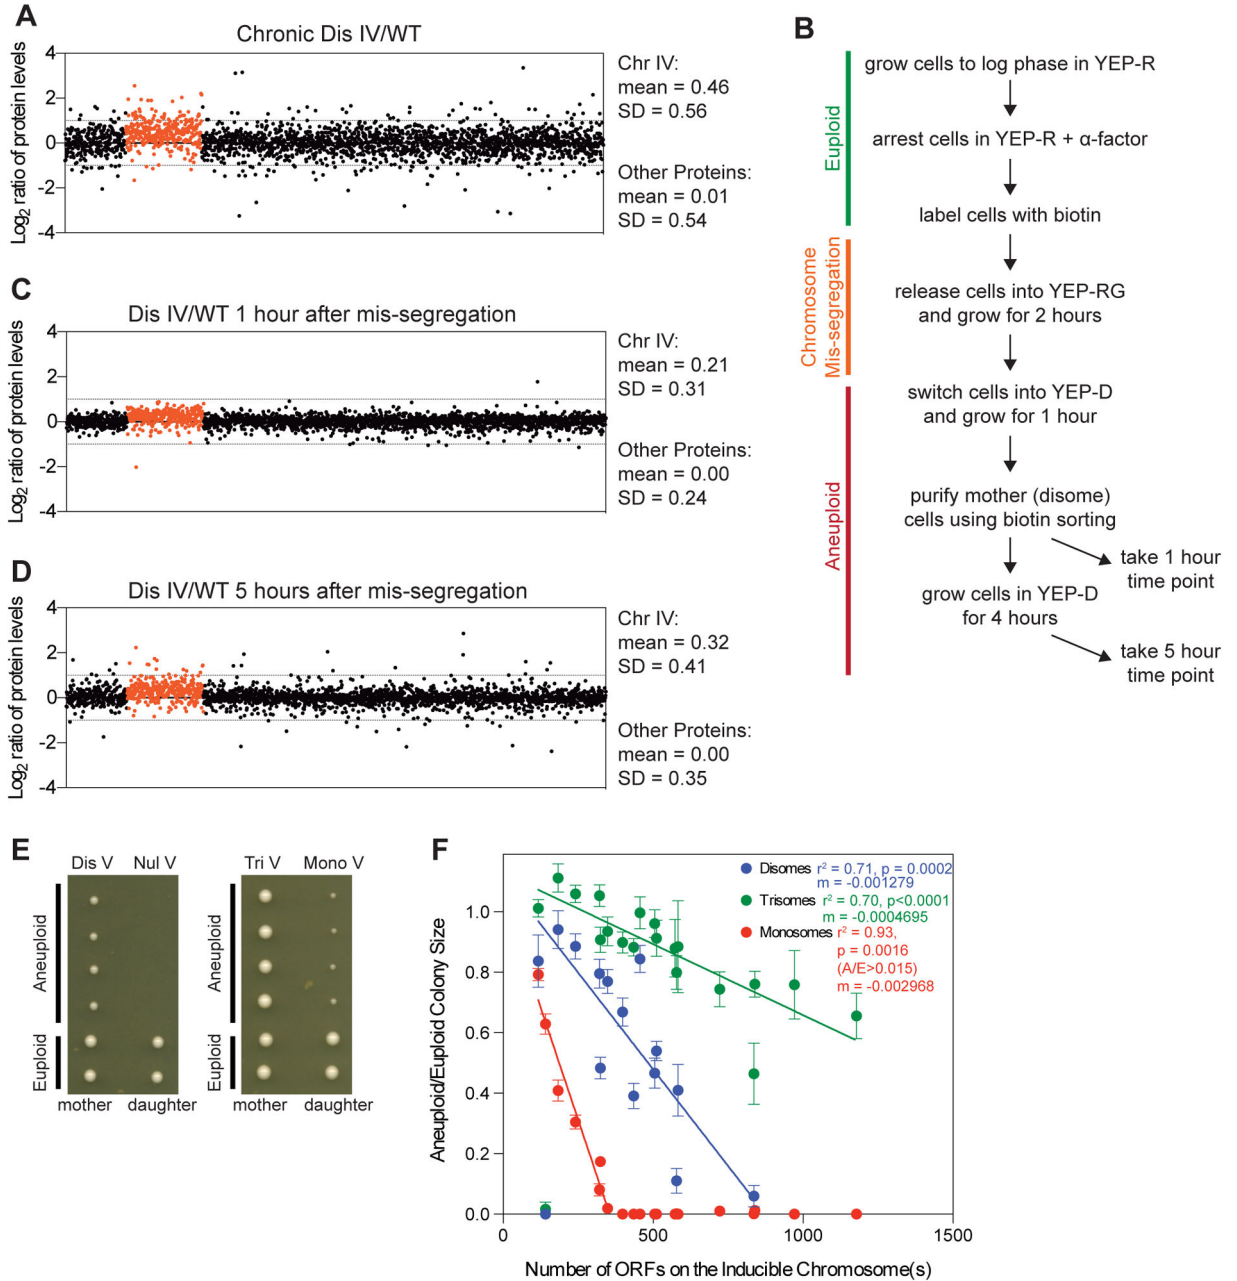 A
Chronic Dis IV/WT
Log2 ratio of protein levels
4
2
0
-2
-4
Chr IV:
mean = 0.46
SD = 0.56
Other Proteins:
mean = 0.01
SD = 0.54
B
Euploid
Chromosome
Mis-segregation
Aneuploid
grow cells to log phase in YEP-R
arrest cells in YEP-R + α-factor
label cells with biotin
release cells into YEP-RG
and grow for 2 hours
switch cells into YEP-D
and grow for 1 hour
purify mother (disome)
cells using biotin sorting
take 1 hour
time point
grow cells in YEP-D
for 4 hours
take 5 hour
time point
C
Dis IV/WT 1 hour after mis-segregation
Log2 ratio of protein levels
4
2
0
-2
-4
Chr IV:
mean = 0.21
SD = 0.31
Other Proteins:
mean = 0.00
SD = 0.24
D
Dis IV/WT 5 hours after mis-segregation
Log2 ratio of protein levels
4
2
0
-2
-4
Chr IV:
mean = 0.32
SD = 0.41
Other Proteins:
mean = 0.00
SD = 0.35
E
Dis V Nul V
Tri V Mono V
Aneuploid
Euploid
Aneuploid
Euploid
mother daughter
mother daughter
F
Aneuploid/Euploid Colony Size
1.0
0.8
0.6
0.4
0.2
0.0
0 500 1000 1500
Number of ORFs on the Inducible Chromosome(s)
Disomes r2 = 0.71, p = 0.0002
m = -0.001279
Trisomes r2 = 0.70, p<0.0001
m = -0.0004695
Monosomes r2 = 0.93,
p = 0.0016
(A/E>0.015)
m = -0.002968